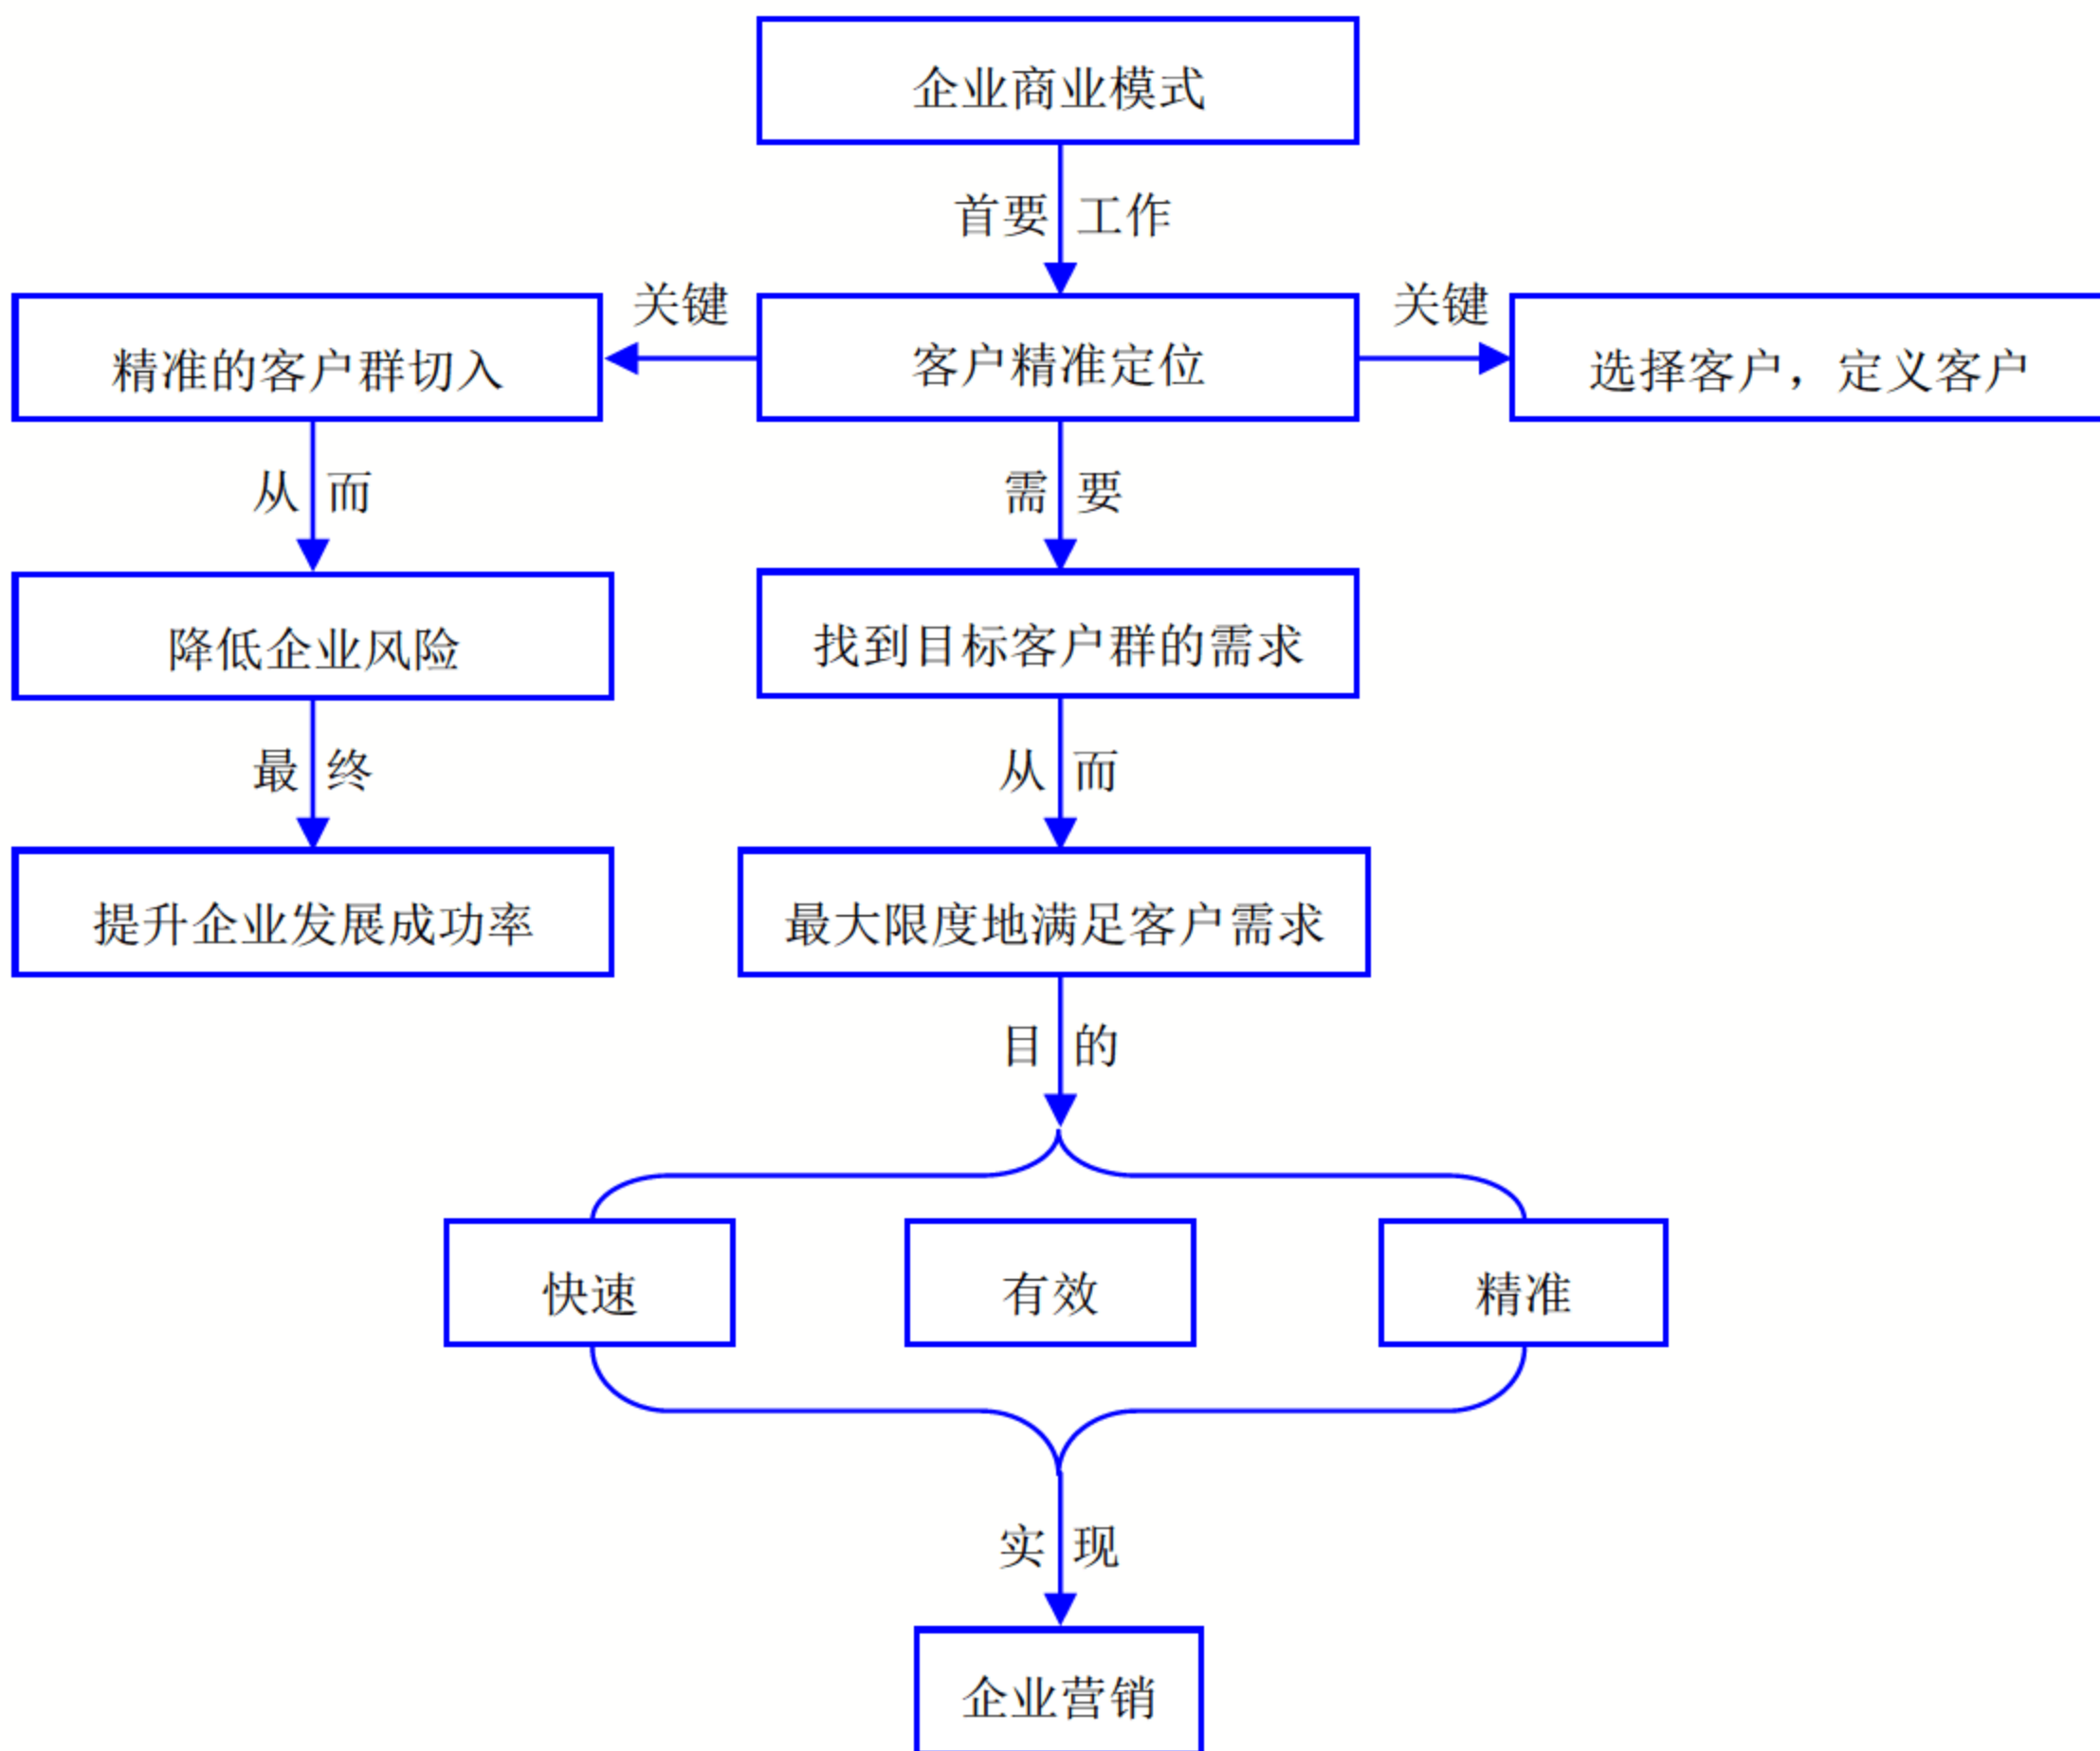 企业商业模式
首要 工作
关键
关键
精准的客户群切入
客户精准定位
选择客户，定义客户
从 而
需 要
降低企业风险
找到目标客户群的需求
最 终
从 而
提升企业发展成功率
最大限度地满足客户需求
目 的
快速
有效
精准
实 现
企业营销